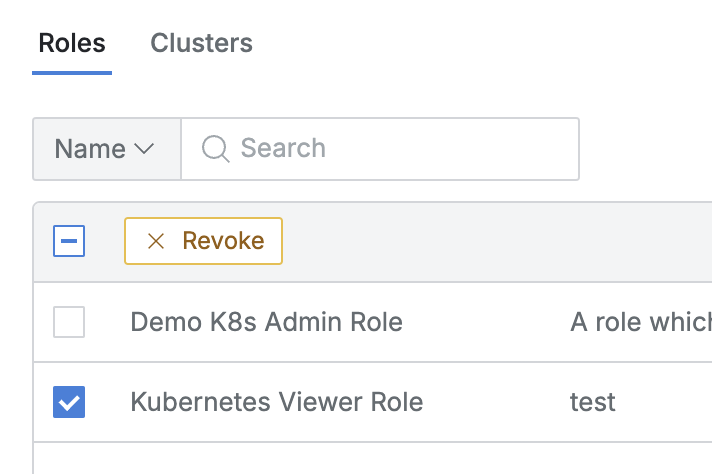 Roles Clusters
Name Search
Revoke
Demo K8s Admin Role A role which
Kubernetes Viewer Role test